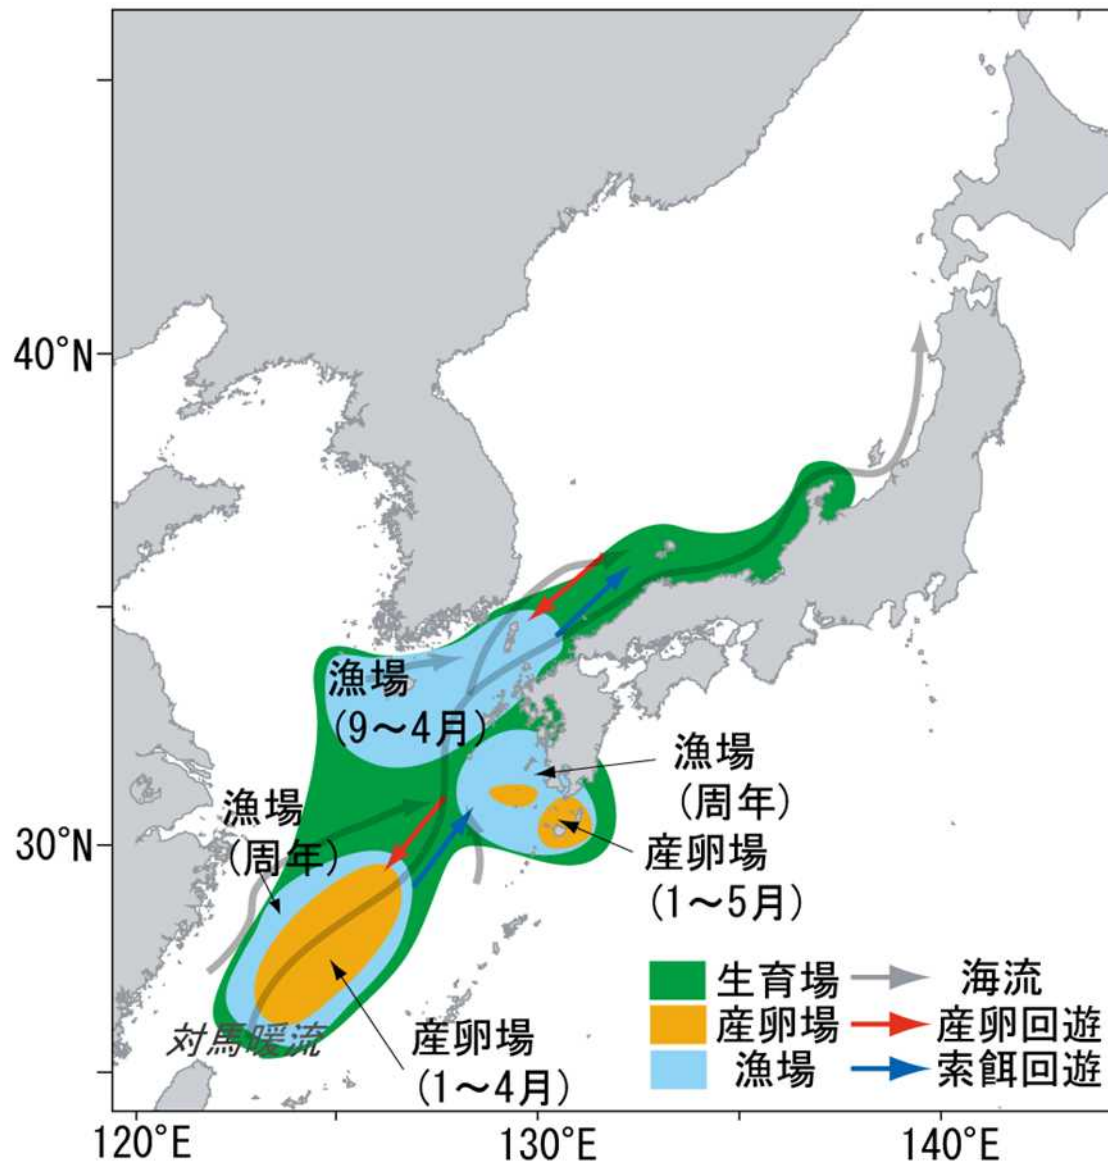 40°N
30°N
120°E
130°E
140°E
漁場
(9～4月)
漁場
(周年)
漁場
(周年)
産卵場
(1～5月)
対馬暖流
産卵場
(1～4月)
生育場
海流
産卵場
産卵回遊
漁場
索餌回遊